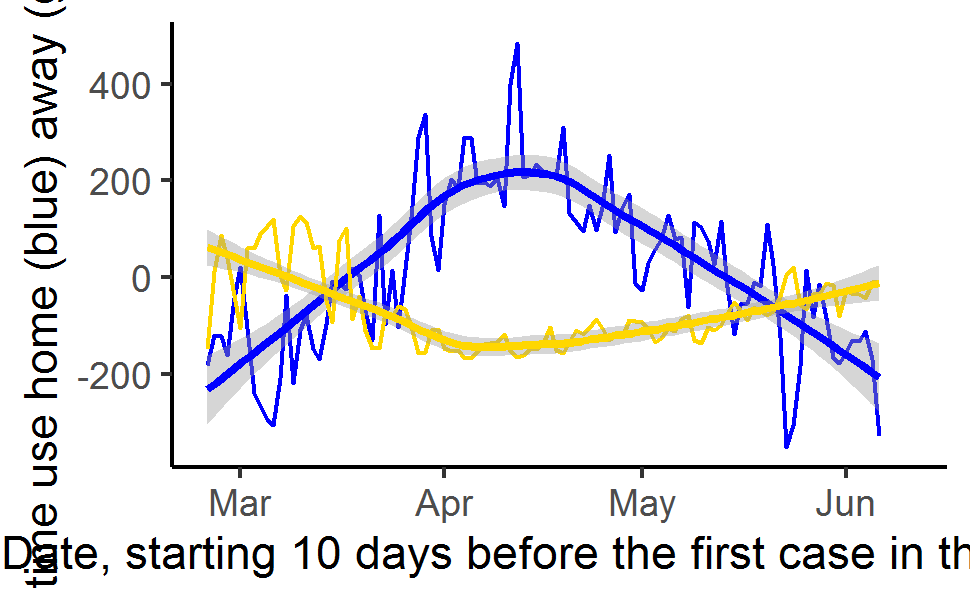 time use home (blue) away (
400
200
0
-200
Mar Apr May Jun
Date, starting 10 days before the first case in th